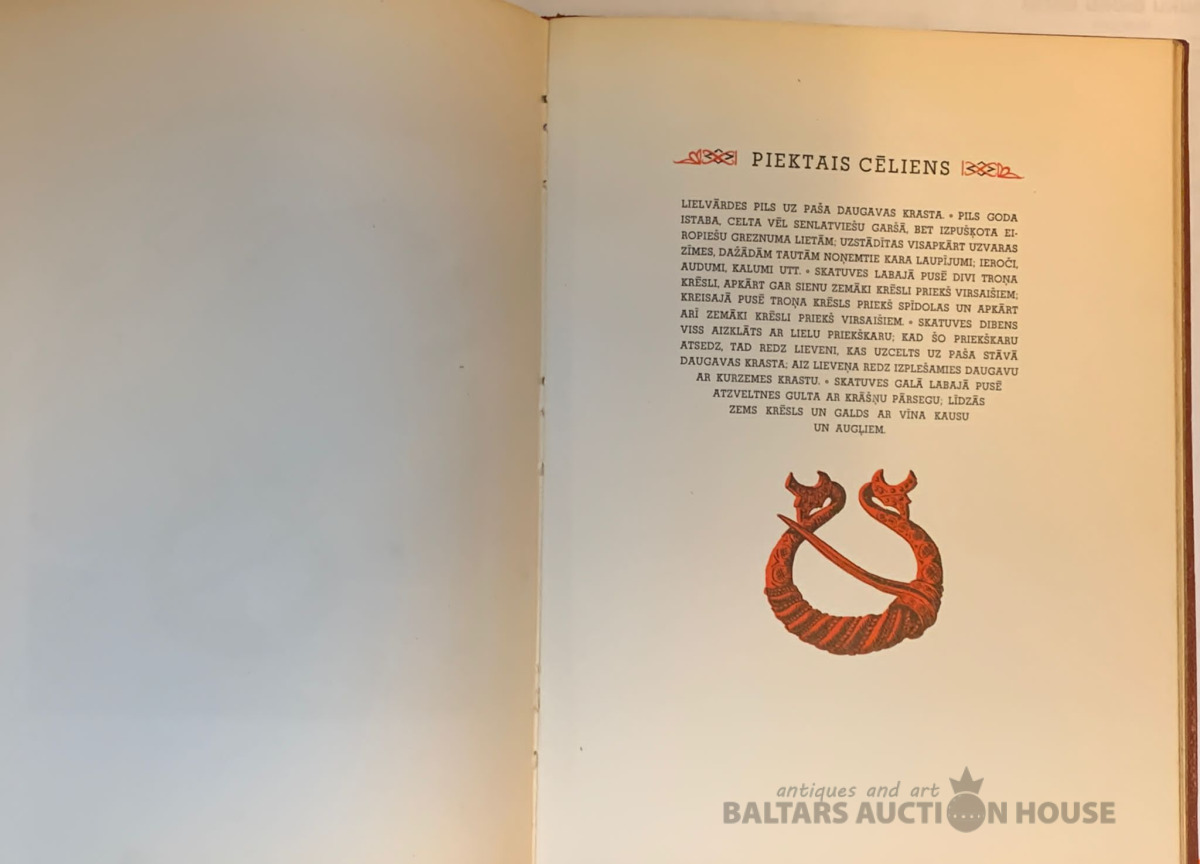 PIEKTAIS CĒLIENS
LIELVĀRDES PILS UZ PAŠA DAUGAVAS KRASTA. • PILS GODA
ISTABA, CELTA VĒL SENLATVIEŠU GARŠĀ, BET IZPUŠĶOTA EI-
ROPIEŠU GREZNUMA LIETĀM; UZSTĀDĪTAS VISAPKĀRT UZVARAS
ZĪMES, DAŽĀDĀM TAUTĀM NOŅEMTIE KARA LAUPĪJUMI; IEROČI,
AUDUMI, KALUMI UTT. • SKATUVES LABAJĀ PUSĒ DIVI TROŅA
KRĒSLI, APKĀRT GAR SIENU ZEMĀKI KRĒSLI PRIEKŠ VIRSAIŠIEM;
KREISAJĀ PUSĒ TROŅA KRĒSLS PRIEKŠ SPĪDOLAS UN APKĀRT
ARĪ ZEMĀKI KRĒSLI PRIEKŠ VIRSAIŠIEM. • SKATUVES DIBENS
VISS AIZKLĀTS AR LIELU PRIEKŠKARU; KAD ŠO PRIEKŠKARU
ATSEDZ, TAD REDZ LIEVENI, KAS UZCELTS UZ PAŠA STĀVĀ
DAUGAVAS KRASTA; AIZ LIEVEŅA REDZ IZPLEŠAMIES DAUGAVU
AR KURZEMES KRASTU. • SKATUVES GALĀ LABAJĀ PUSĒ
ATZVELTNES GULTA AR KRĀŠŅU PĀRSEGU; LĪDZĀS
ZEMS KRĒSLS UN GALDS AR VĪNA KAUSU
UN AUGĻIEM.
antiques and art
BALTARS AUCTION HOUSE